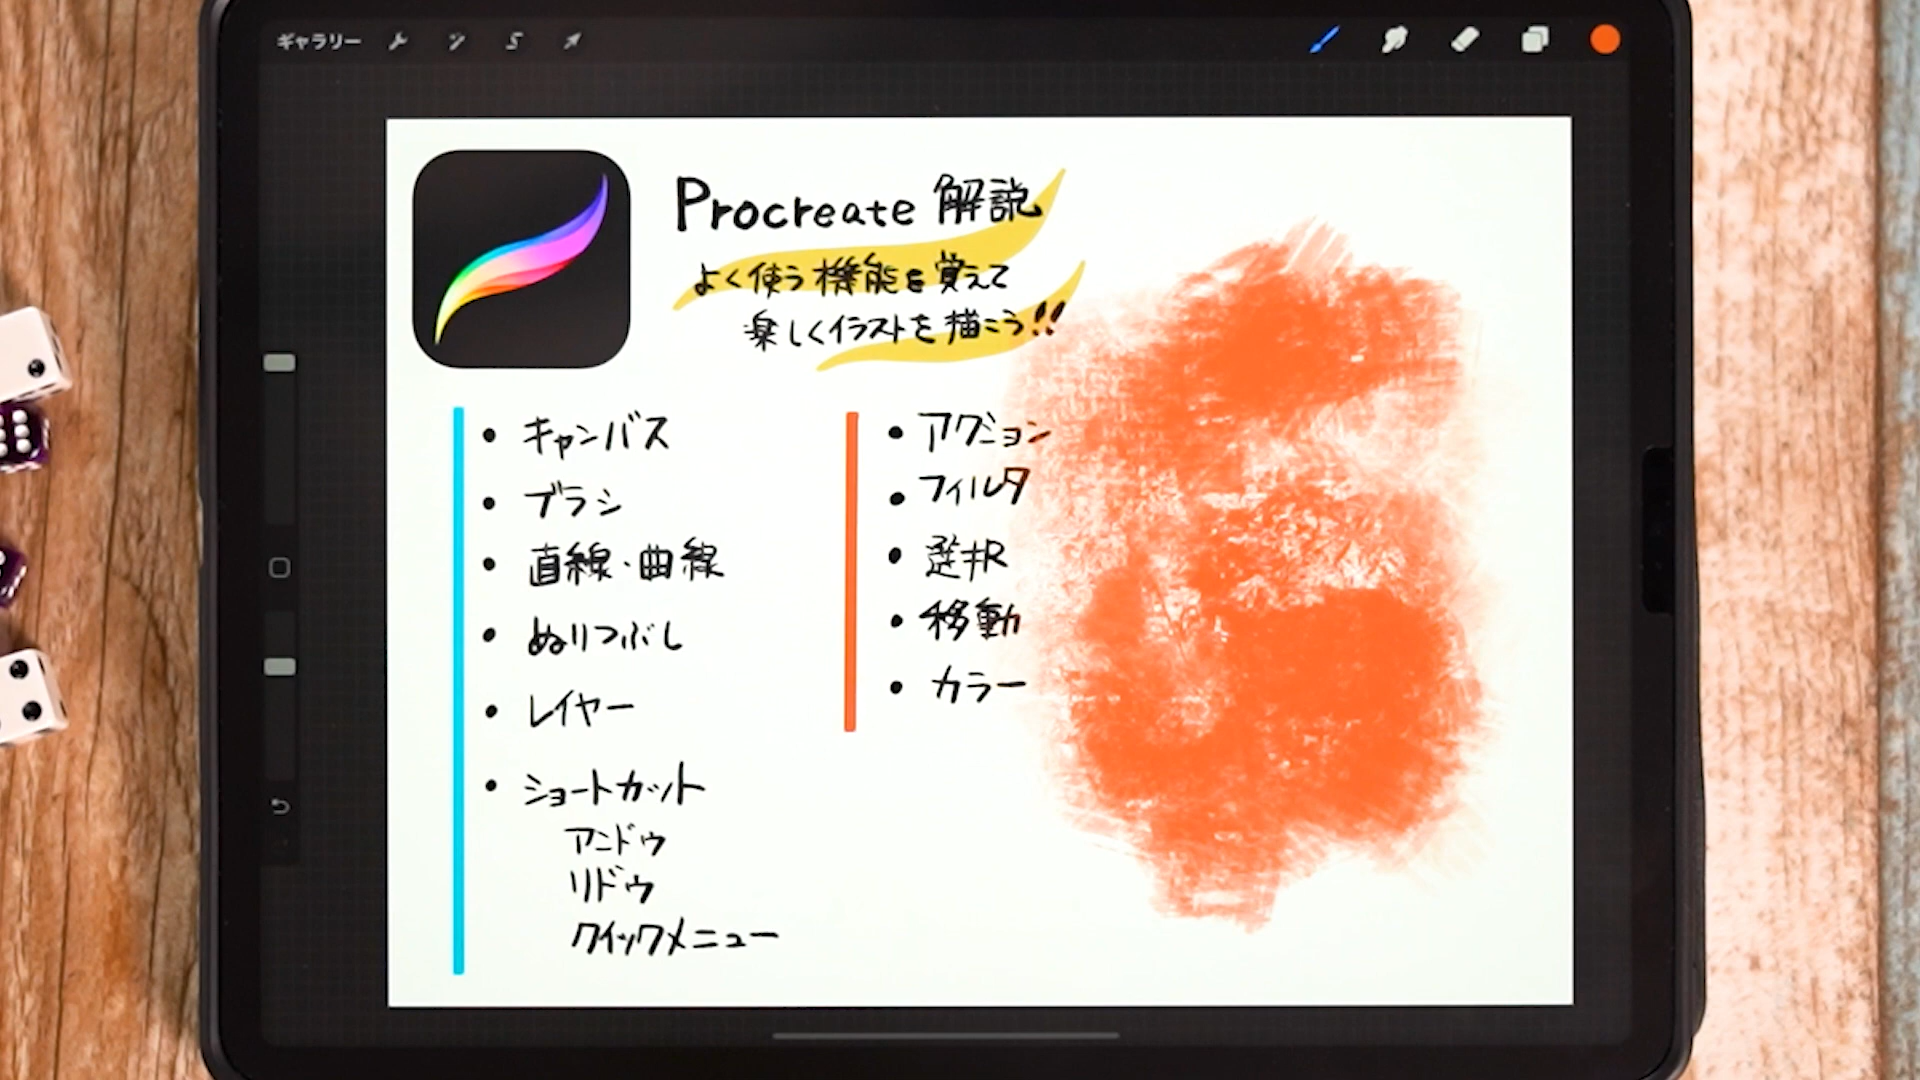 ギャラリー
Procreate 解説
よく使う機能を覚えて
楽しくイラストを描こう!!
・キャンバス
・ブラシ
・直線・曲線
・ぬりつぶし
・レイヤー
・ショートカット
アンドゥ
リドゥ
クイックメニュー
・アクション
・フィルタ
・選択
・移動
・カラー